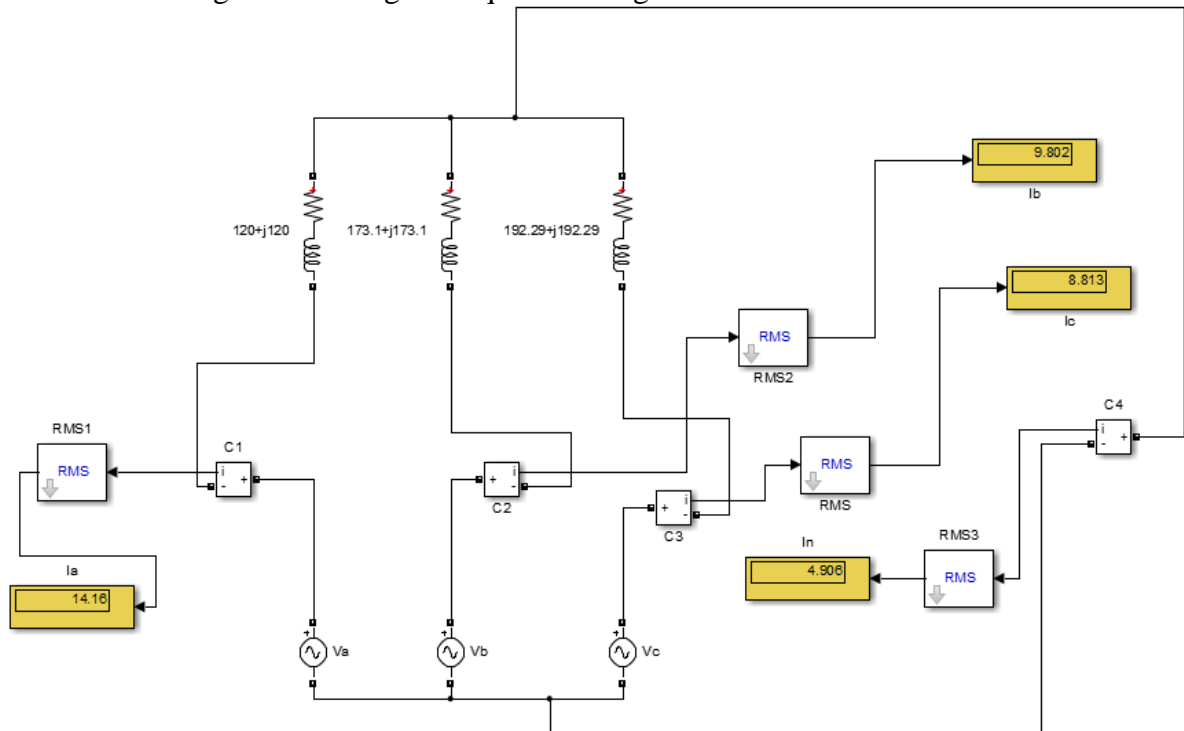 9.802
Ib
120+j120
173.1+j173.1
192.29+j192.29
8.813
Ic
RMS
RMS2
C4
i
-
+
RMS1
RMS
C1
i
-
+
+
i
-
C2
RMS
RMS
+
i
-
C3
In
4.906
RMS3
RMS
Ia
14.16
+
Va
+
Vb
+
Vc